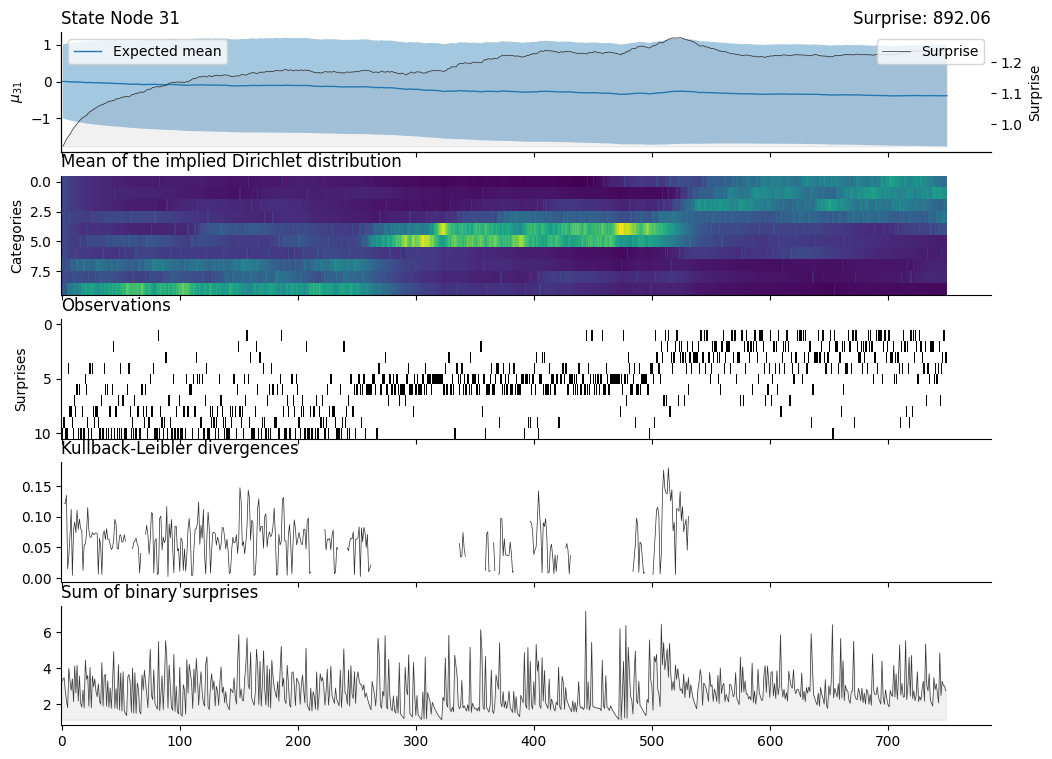 State Node 31
Surprise: 892.06
Expected mean
Surprise
1
0
−1
μ31
1.2
1.1
1.0
Surprise
Mean of the implied Dirichlet distribution
0.0
2.5
5.0
7.5
Categories
Observations
0
5
10
Surprises
Kullback-Leibler divergences
0.15
0.10
0.05
0.00
Sum of binary surprises
6
4
2
0
100
200
300
400
500
600
700